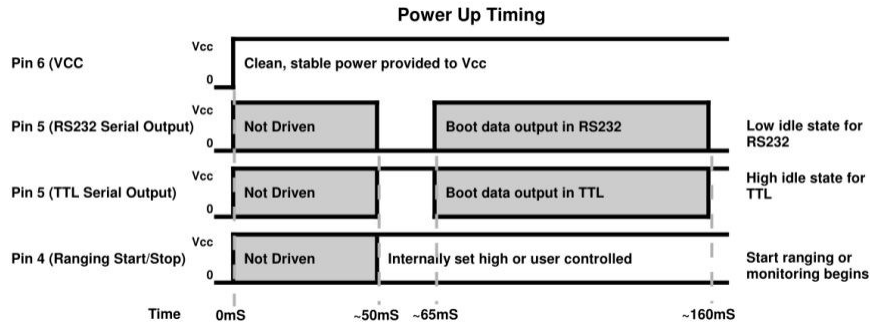 Power Up Timing
Pin 6 (VCC
Vcc
0
Clean, stable power provided to Vcc
Pin 5 (RS232 Serial Output)
Vcc
0
Not Driven
Boot data output in RS232
Low idle state for
RS232
Pin 5 (TTL Serial Output)
Vcc
0
Not Driven
Boot data output in TTL
High idle state for
TTL
Pin 4 (Ranging Start/Stop)
Vcc
0
Not Driven
Internally set high or user controlled
Start ranging or
monitoring begins
Time 0mS ~50mS ~65mS ~160mS